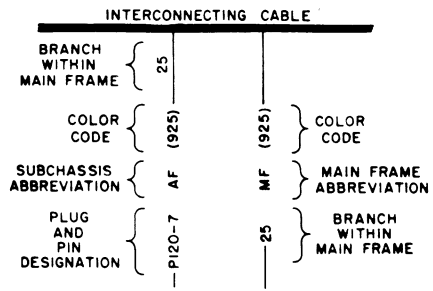 INTERCONNECTING CABLE
BRANCH
WITHIN
MAIN FRAME
25
COLOR
CODE
(925)
(925)
COLOR
CODE
SUBCHASSIS
ABBREVIATION
AF
MF
MAIN FRAME
ABBREVIATION
PLUG
AND
PIN
DESIGNATION
P120-7
25
BRANCH
WITHIN
MAIN FRAME